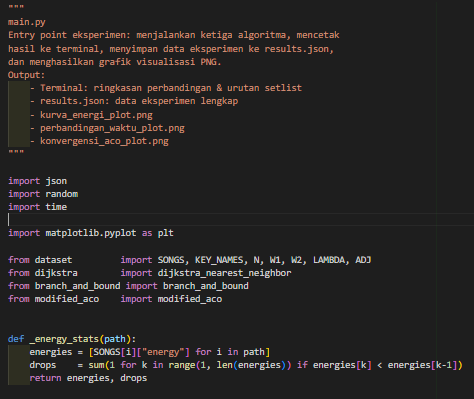 """
main.py
Entry point eksperimen: menjalankan ketiga algoritma, mencetak
hasil ke terminal, menyimpan data eksperimen ke results.json,
dan menghasilkan grafik visualisasi PNG.
Output:
    - Terminal: ringkasan perbandingan & urutan setlist
    - results.json: data eksperimen lengkap
    - kurva_energi_plot.png
    - perbandingan_waktu_plot.png
    - konvergensi_aco_plot.png
"""
import json
import random
import time
import matplotlib.pyplot as plt
from dataset          import SONGS, KEY_NAMES, N, W1, W2, LAMBDA, ADJ
from dijkstra         import dijkstra_nearest_neighbor
from branch_and_bound import branch_and_bound
from modified_aco     import modified_aco
def _energy_stats(path):
    energies = [SONGS[i]["energy"] for i in path]
    drops    = sum(1 for k in range(1, len(energies)) if energies[k] < energies[k-1])
    return energies, drops